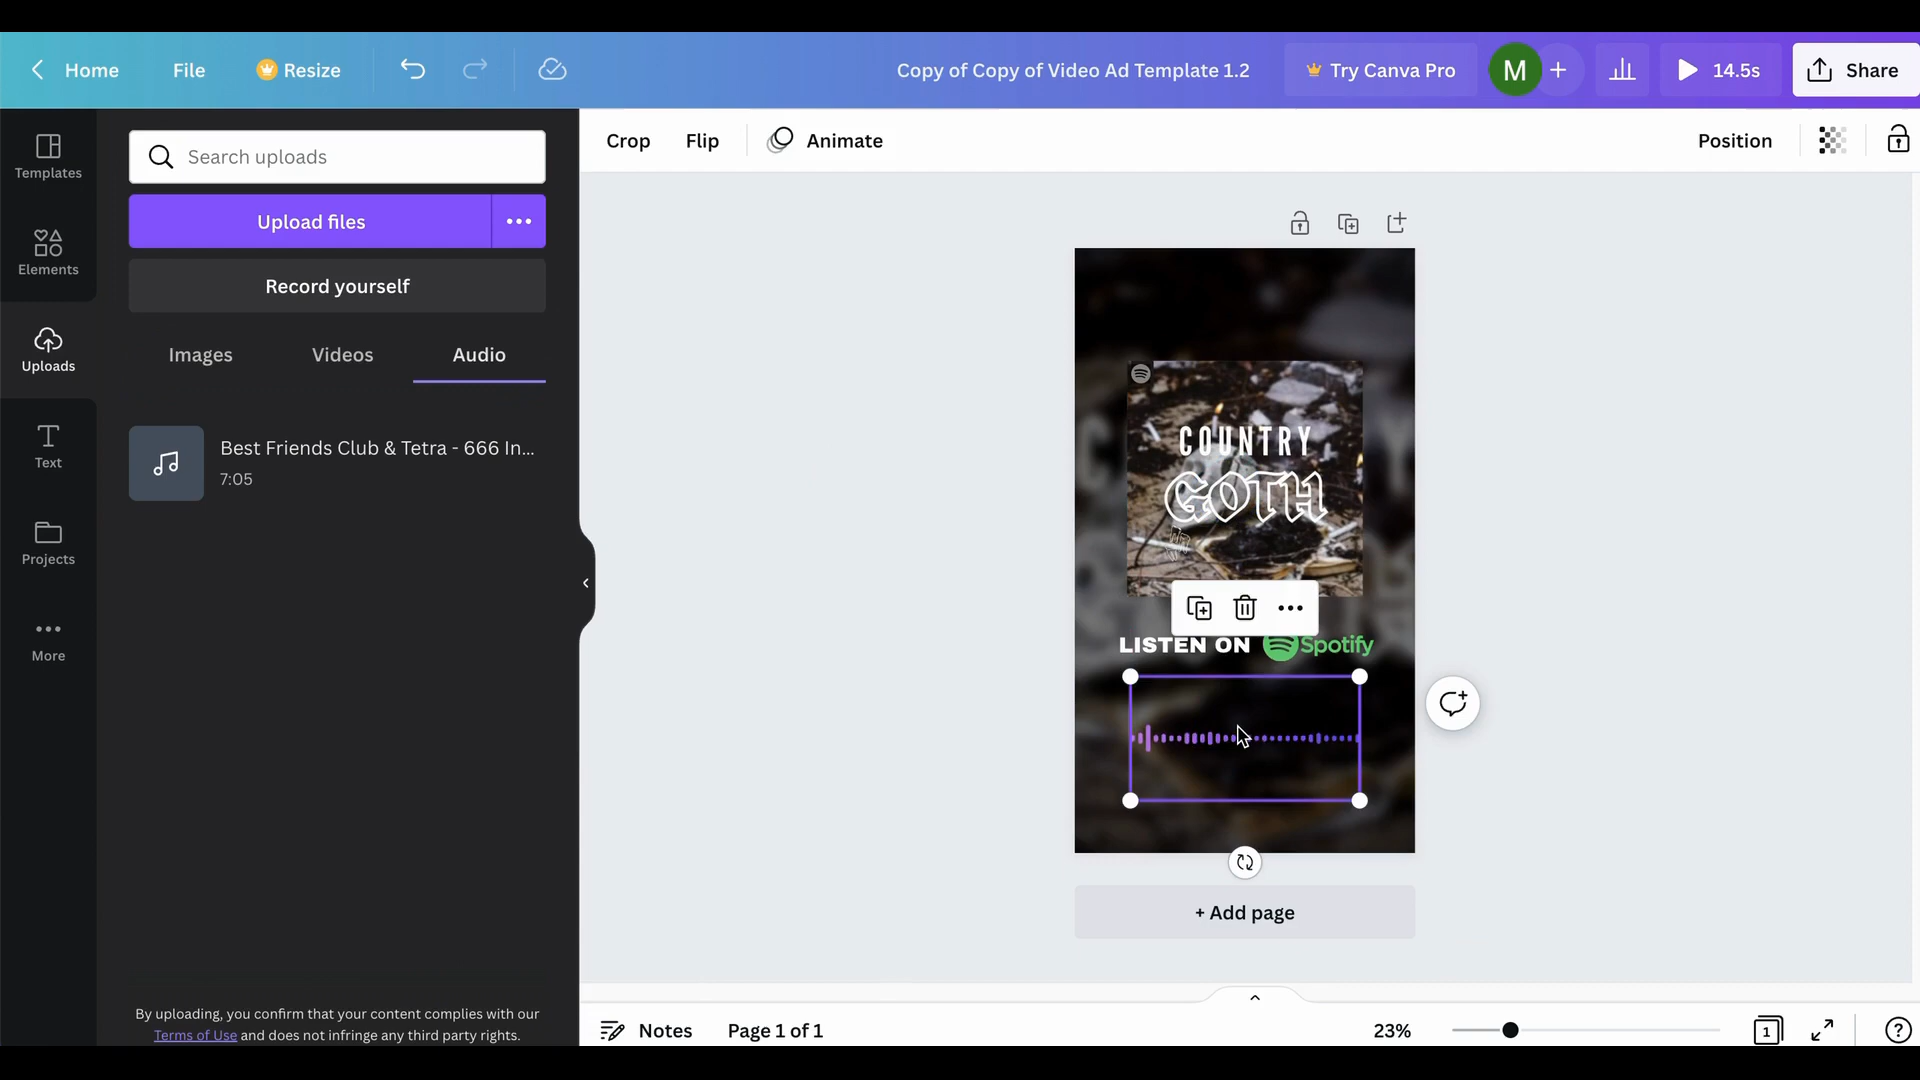 Home
File
Resize
Copy of Copy of Video Ad Template 1.2
Try Canva Pro
M
14.5s
Share
Templates
Elements
Uploads
Text
Projects
More
Search uploads
Upload files
Record yourself
Images
Videos
Audio
Best Friends Club & Tetra - 666 In...
7:05
By uploading, you confirm that your content complies with our
Terms of Use and does not infringe any third party rights.
Crop
Flip
Animate
Position
COUNTRY
GOTH
LISTEN ON Spotify
+ Add page
Notes
Page 1 of 1
23%
1
?